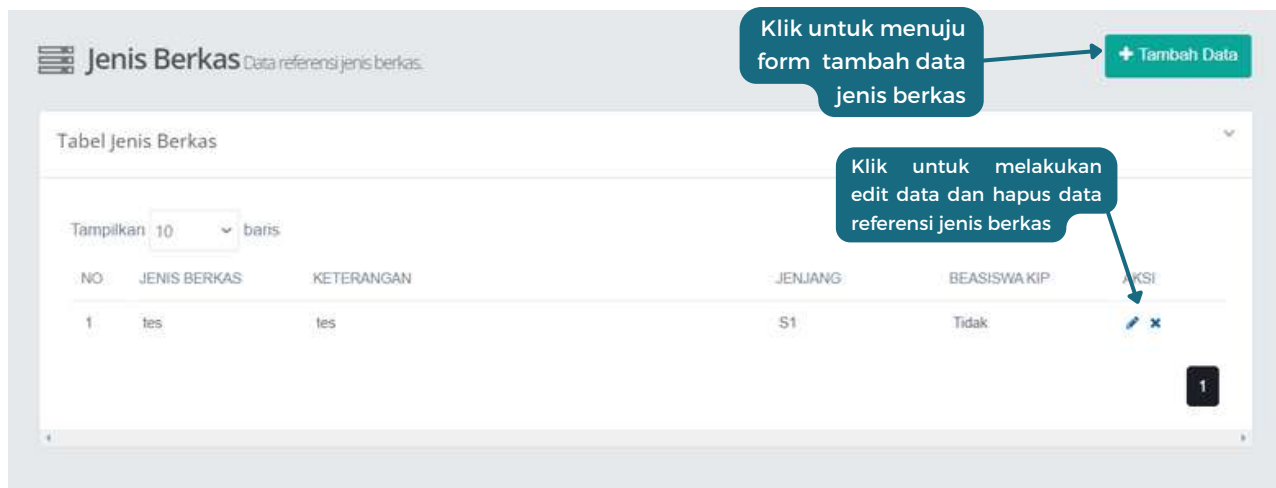 Klik untuk menuju
form tambah data
jenis berkas
Jenis Berkas Data referensi jenis berkas.
+ Tambah Data
Tabel Jenis Berkas
Klik untuk melakukan
edit data dan hapus data
referensi jenis berkas
Tampilkan 10 baris
NO JENIS BERKAS KETERANGAN JENJANG BEASISWA KIP AKSI
1 tes tes S1 Tidak
1